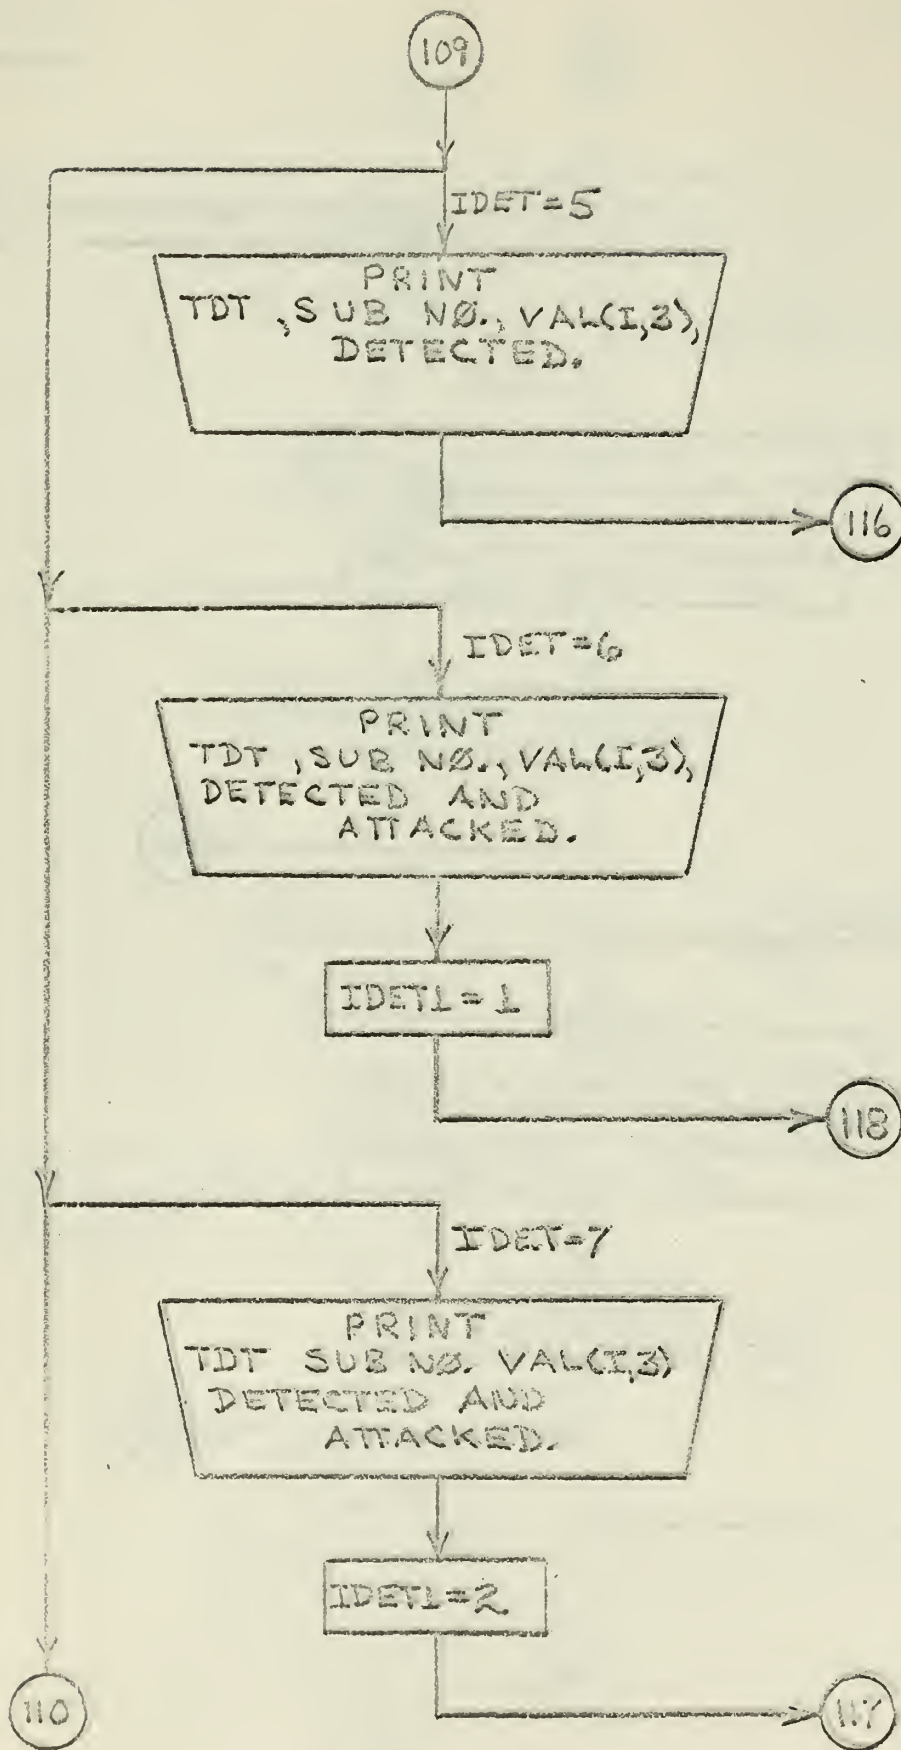 109
IDET=5
PRINT
TDT ,SUB NØ.,VAL(I,3),
DETECTED.
116
IDET=6
PRINT
TDT ,SUB NØ.,VAL(I,3),
DETECTED AND
ATTACKED.
IDET1=1
118
IDET=7
PRINT
TDT SUB NØ. VAL(I,3)
DETECTED AND
ATTACKED.
IDET1=2
110
117